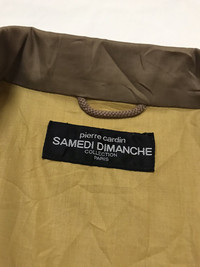 pierre cardin
SAMEDI DIMANCHE
COLLECTION
PARIS